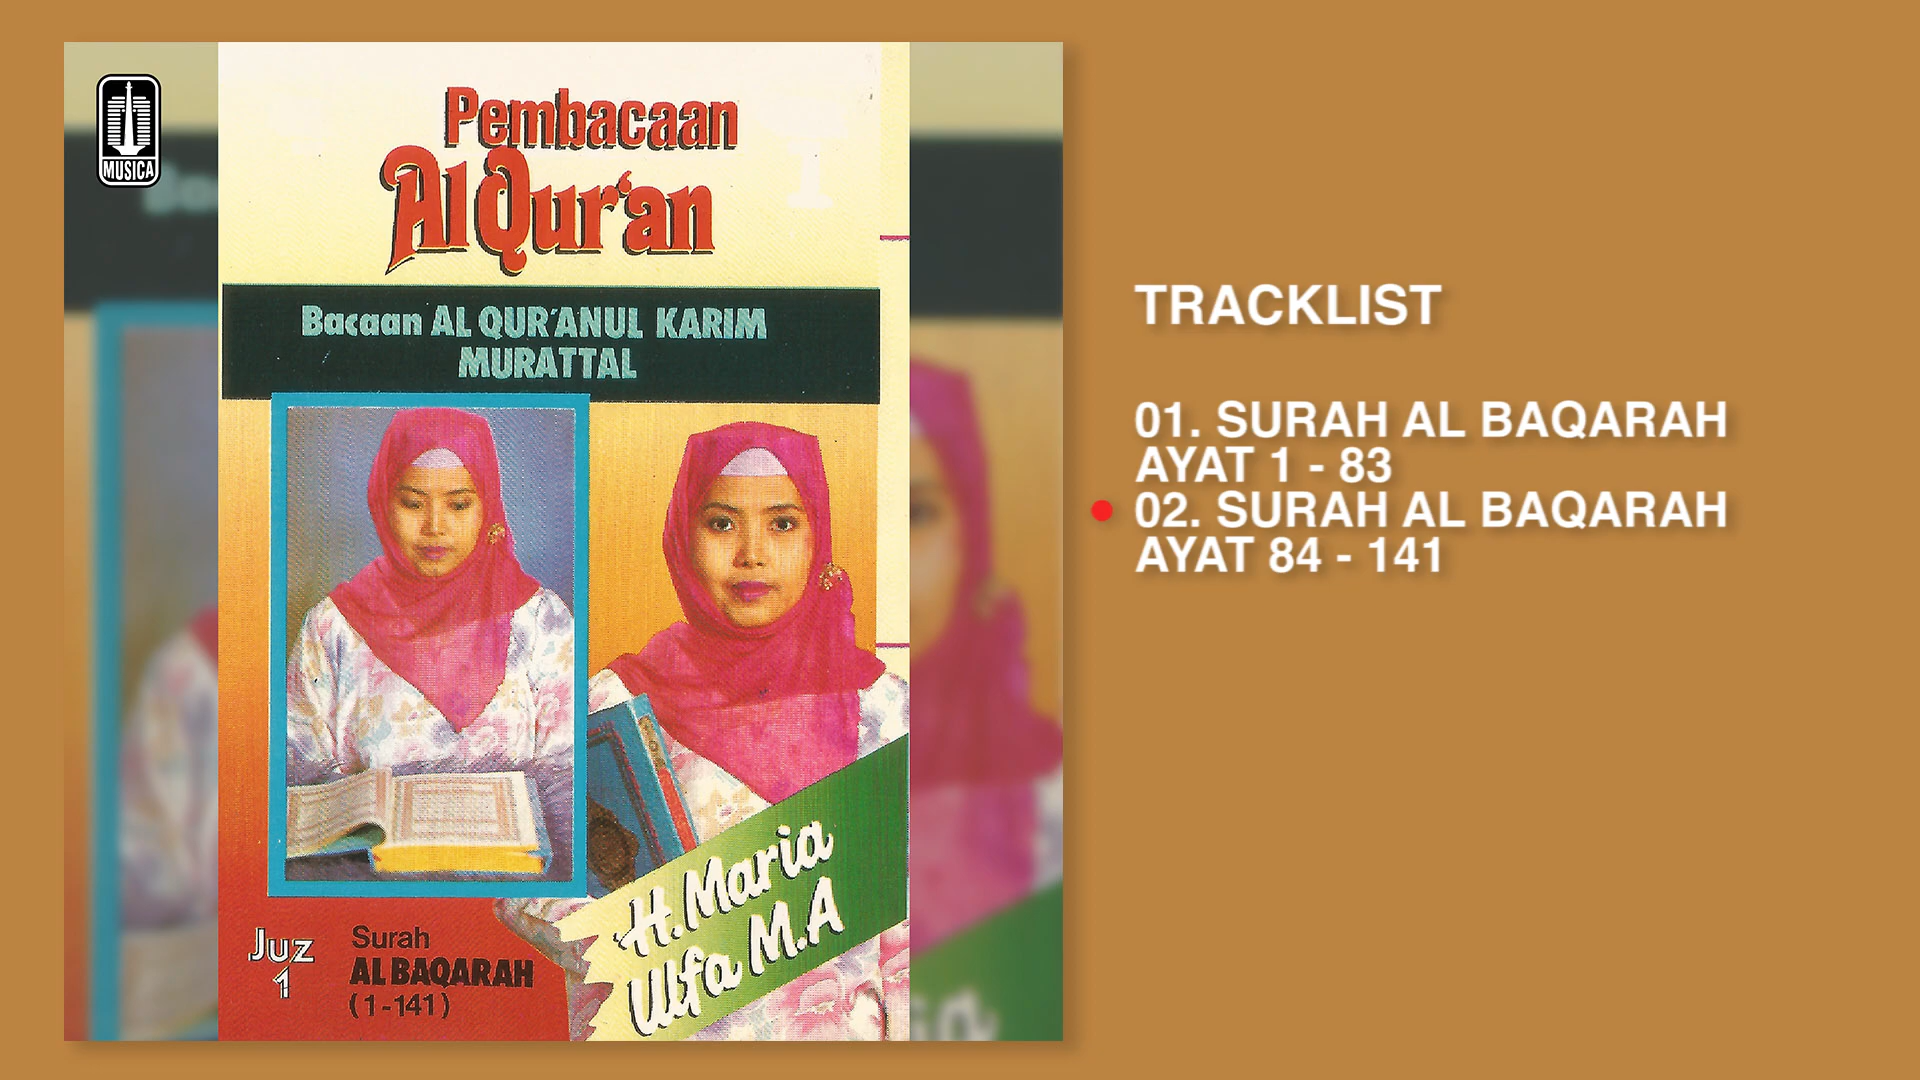 MUSICA
Pembacaan
Al Qur'an
Bacaan AL QUR'ANUL KARIM
MURATTAL
H. Maria
Ulfa M.A
Juz
1
Surah
AL BAQARAH
(1-141)
TRACKLIST
01. SURAH AL BAQARAH
AYAT 1 - 83
02. SURAH AL BAQARAH
AYAT 84 - 141